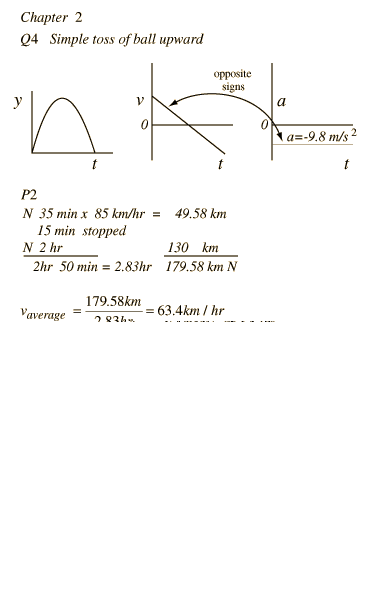 Chapter 2
Q4 Simple toss of ball upward
opposite
signs
y
v
a
0
0
a=-9.8 m/s 2
t
t
t
P2
N 35 min x 85 km/hr = 49.58 km
15 min stopped
N 2 hr 130 km
2hr 50 min = 2.83hr 179.58 km N
179.58km
v average = = 63.4km / hr
2.83hr